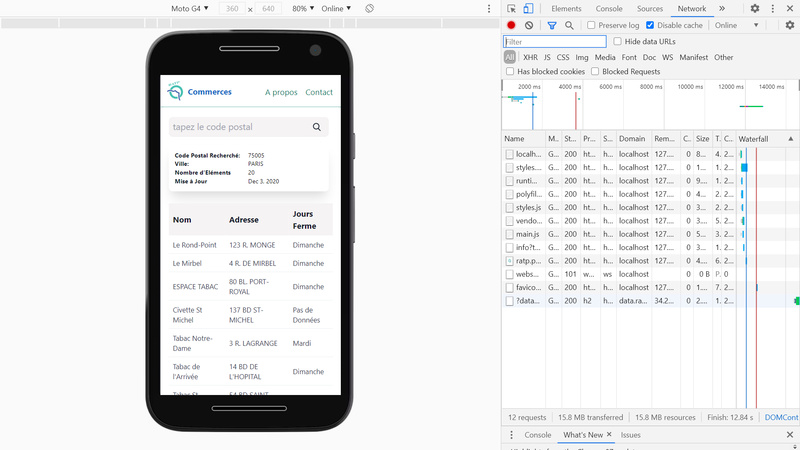 Moto G4 ▼ 360 × 640 80% ▼ Online ▼
Commerces A propos Contact
tapez le code postal
Code Postal Recherché: 75005
Ville: PARIS
Nombre d'Eléments 20
Mise à Jour Dec 3, 2020
Nom Adresse Jours Ferme
Le Rond-Point 123 R. MONGE Dimanche
Le Mirbel 4 R. DE MIRBEL Dimanche
ESPACE TABAC 80 BL. PORT-ROYAL Dimanche
Civette St Michel 137 BD ST-MICHEL Pas de Données
Tabac Notre-Dame 3 R. LAGRANGE Mardi
Tabac de l'Arrivée 14 BD DE L'HOPITAL Dimanche
Elements Console Sources Network »
Preserve log Disable cache Online
Filter Hide data URLs
All XHR JS CSS Img Media Font Doc WS Manifest Other
Has blocked cookies Blocked Requests
2000 ms 4000 ms 6000 ms 8000 ms 10000 ms 12000 ms 14000 ms
Name M... St... Pr... S... Domain Rem... C.. Size T. C.. Waterfall
localh... G... 200 ht... h... localhost 127.... 0 8... 4. 2...
styles.... G... 200 ht... h... localhost 127.... 0 1... 2...
runti... G... 200 ht... h... localhost 127.... 0 9... 2...
polyfil... G... 200 ht... h... localhost 127.... 0 4... 2. 2...
styles.js G... 200 ht... h... localhost 127.... 0 3... 2...
vendo... G... 200 ht... h... localhost 127.... 0 2...
main.js G... 200 ht... h... localhost 127.... 0 5... 3. 2...
info?t... G... 200 ht... h... localhost 127.... 0 3... 2...
ratp.p... G... 200 ht... h... localhost 127.... 0 4... 6. 2...
webs... G... 101 w... ws localhost 0 0 B P.. 0
favico... G... 200 ht... h... localhost 127.... 0 1... 7. 2...
?data... G... 200 h2 h... data.ra... 34.2... 0 2... 1. 2...
12 requests 15.8 MB transferred 15.8 MB resources Finish: 12.84 s DOMCont
Console What's New × Issues